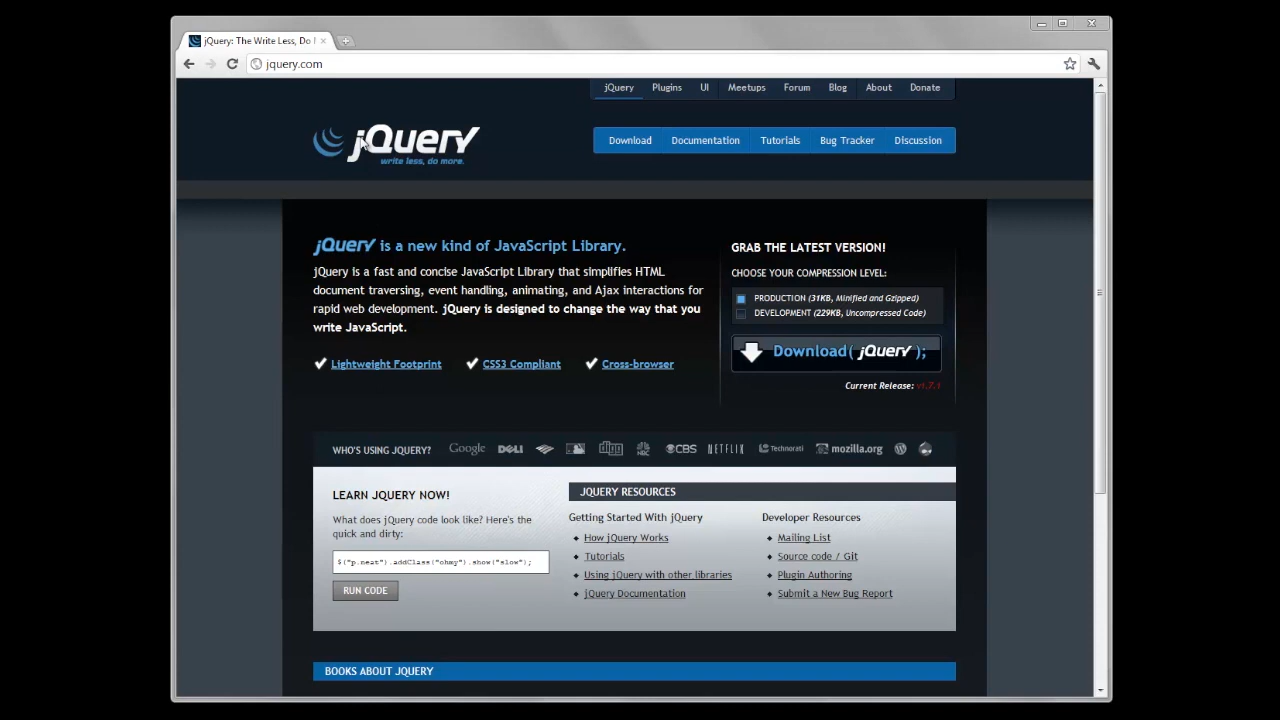 jQuery: The Write Less, Do
jquery.com
jQuery Plugins UI Meetups Forum Blog About Donate
jQuery
write less, do more.
Download Documentation Tutorials Bug Tracker Discussion
jQuery is a new kind of JavaScript Library.
jQuery is a fast and concise JavaScript Library that simplifies HTML
document traversing, event handling, animating, and Ajax interactions for
rapid web development. jQuery is designed to change the way that you
write JavaScript.
Lightweight Footprint CSS3 Compliant Cross-browser
GRAB THE LATEST VERSION!
CHOOSE YOUR COMPRESSION LEVEL:
PRODUCTION (31KB, Minified and Gzipped)
DEVELOPMENT (229KB, Uncompressed Code)
Download( jQuery );
Current Release: v1.7.1
WHO'S USING JQUERY? Google DELL NBC CBS NETFLIX Technorati mozilla.org
LEARN JQUERY NOW!
What does jQuery code look like? Here's the
quick and dirty:
$("p.neat").addClass("ohmy").show("slow");
RUN CODE
JQUERY RESOURCES
Getting Started With jQuery
How jQuery Works
Tutorials
Using jQuery with other libraries
jQuery Documentation
Developer Resources
Mailing List
Source code / Git
Plugin Authoring
Submit a New Bug Report
BOOKS ABOUT JQUERY